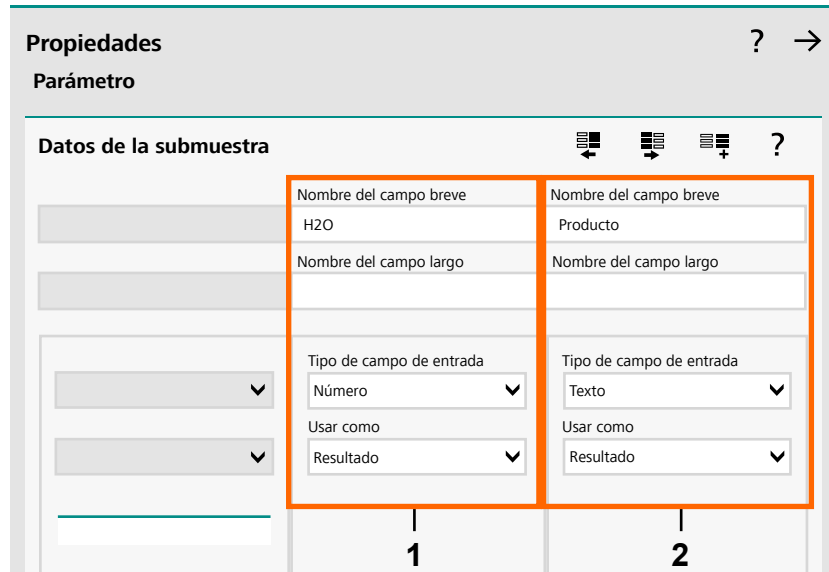 Propiedades
?
Parámetro
Datos de la submuestra
?
Nombre del campo breve
Nombre del campo breve
H2O
Producto
Nombre del campo largo
Nombre del campo largo
Tipo de campo de entrada
Tipo de campo de entrada
Número
Texto
Usar como
Usar como
Resultado
Resultado
1
2